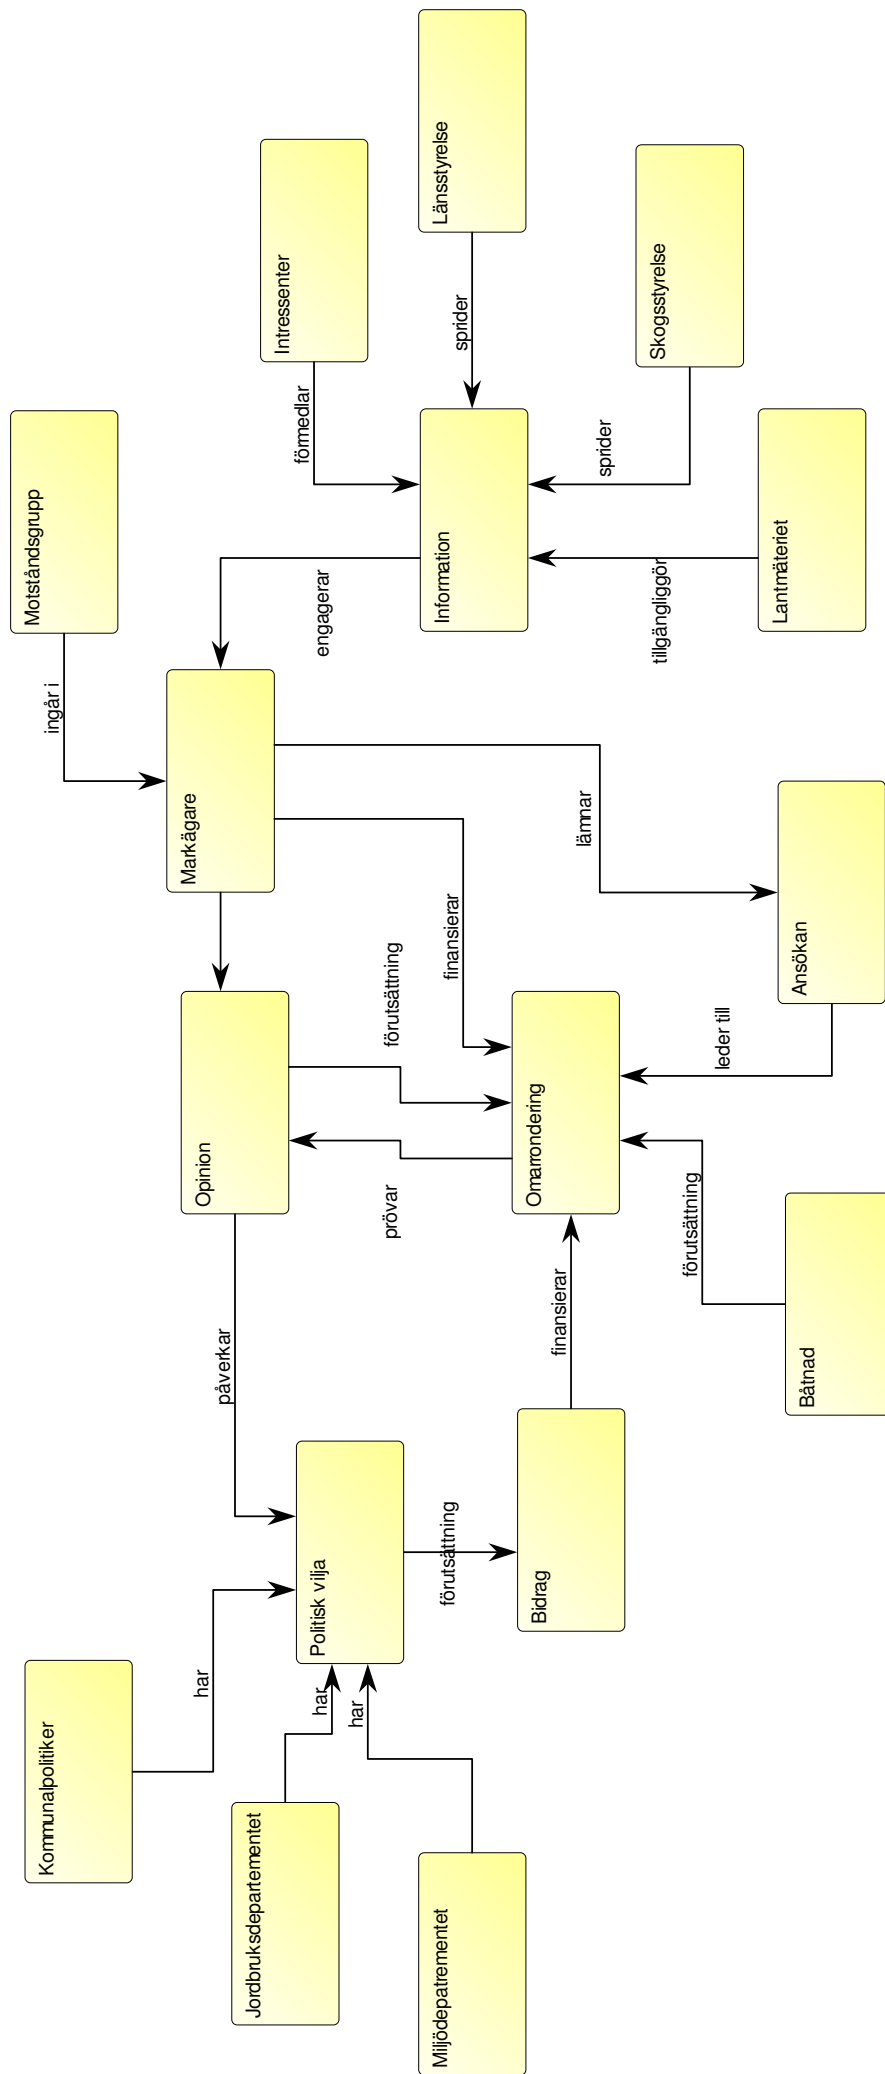 Kommunalpolitiker
har
Jordbruksdepartementet
har
Miljödepatrementet
har
Politisk vilja
påverkar
förutsättning
Bidrag
finansierar
Båtnad
förutsättning
Opinion
prövar
förutsättning
Omarrondering
finansierar
leder till
Ansökan
lämnar
Markägare
ingår i
Motståndsgrupp
engagerar
Information
förmedlar
Intressenter
sprider
Länsstyrelse
sprider
Skogsstyrelse
tillgängliggör
Lantmäteriet